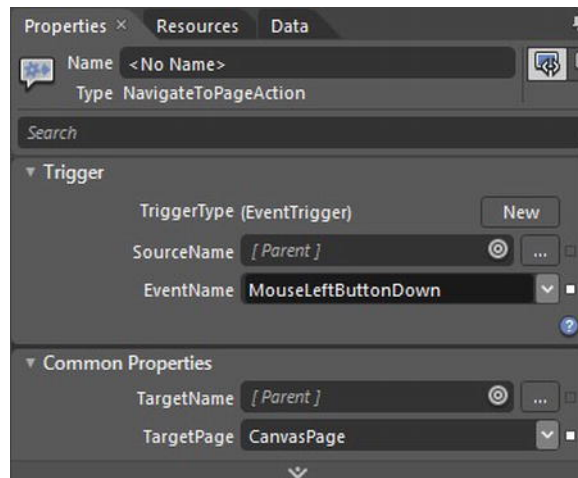 Properties × Resources Data
Name <No Name>
Type NavigateToPageAction
Search
Trigger
TriggerType (EventTrigger) New
SourceName [Parent] ...
EventName MouseLeftButtonDown
?
Common Properties
TargetName [Parent] ...
TargetPage CanvasPage